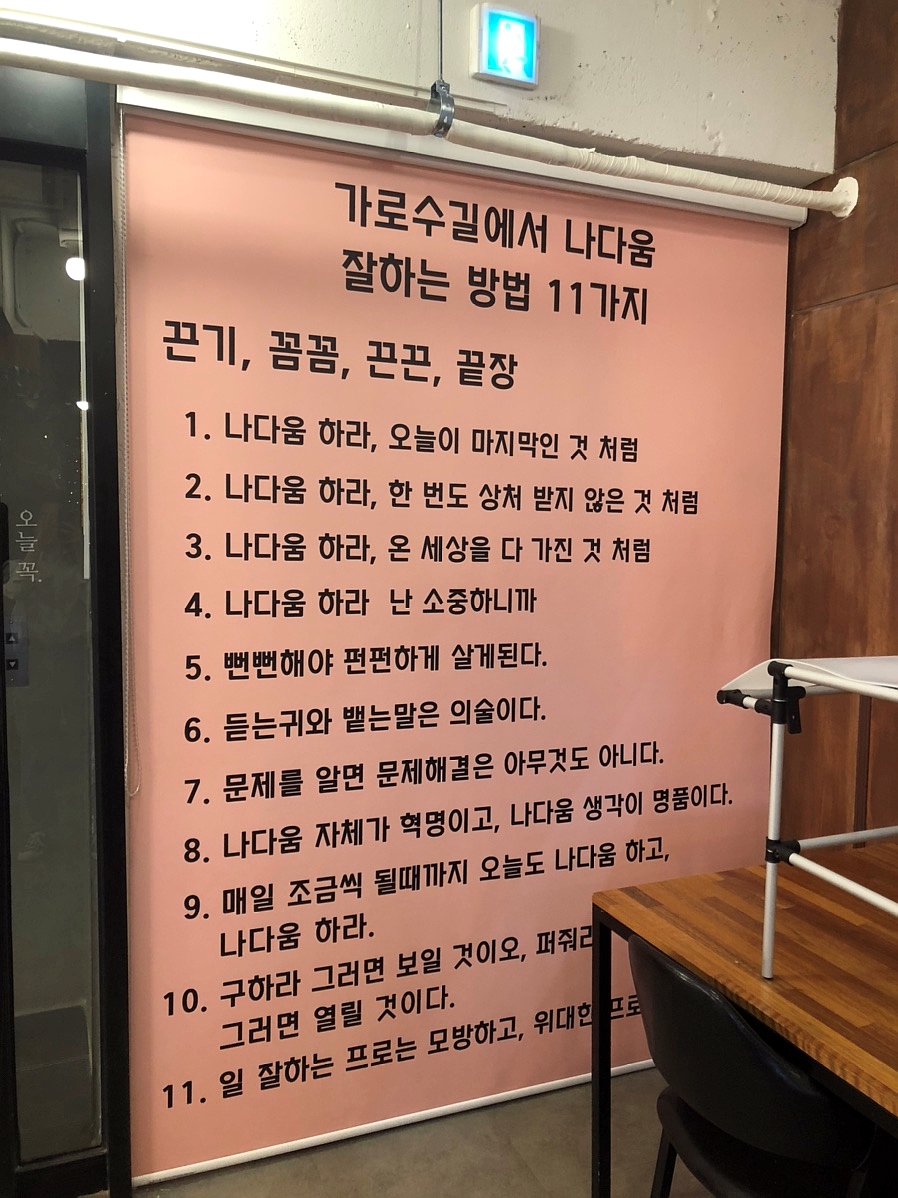 가로수길에서 나다움
잘하는 방법 11가지
끈기, 꼼꼼, 끈끈, 끝장
1. 나다움 하라, 오늘이 마지막인 것 처럼
2. 나다움 하라, 한 번도 상처 받지 않은 것 처럼
3. 나다움 하라, 온 세상을 다 가진 것 처럼
4. 나다움 하라 난 소중하니까
5. 뻔뻔해야 펀펀하게 살게된다.
6. 듣는귀와 뱉는말은 의술이다.
7. 문제를 알면 문제해결은 아무것도 아니다.
8. 나다움 자체가 혁명이고, 나다움 생각이 명품이다.
9. 매일 조금씩 될때까지 오늘도 나다움 하고,
나다움 하라.
10. 구하라 그러면 보일 것이오, 퍼줘라
그러면 열릴 것이다.
11. 일 잘하는 프로는 모방하고, 위대한 프로
오늘
꼭.